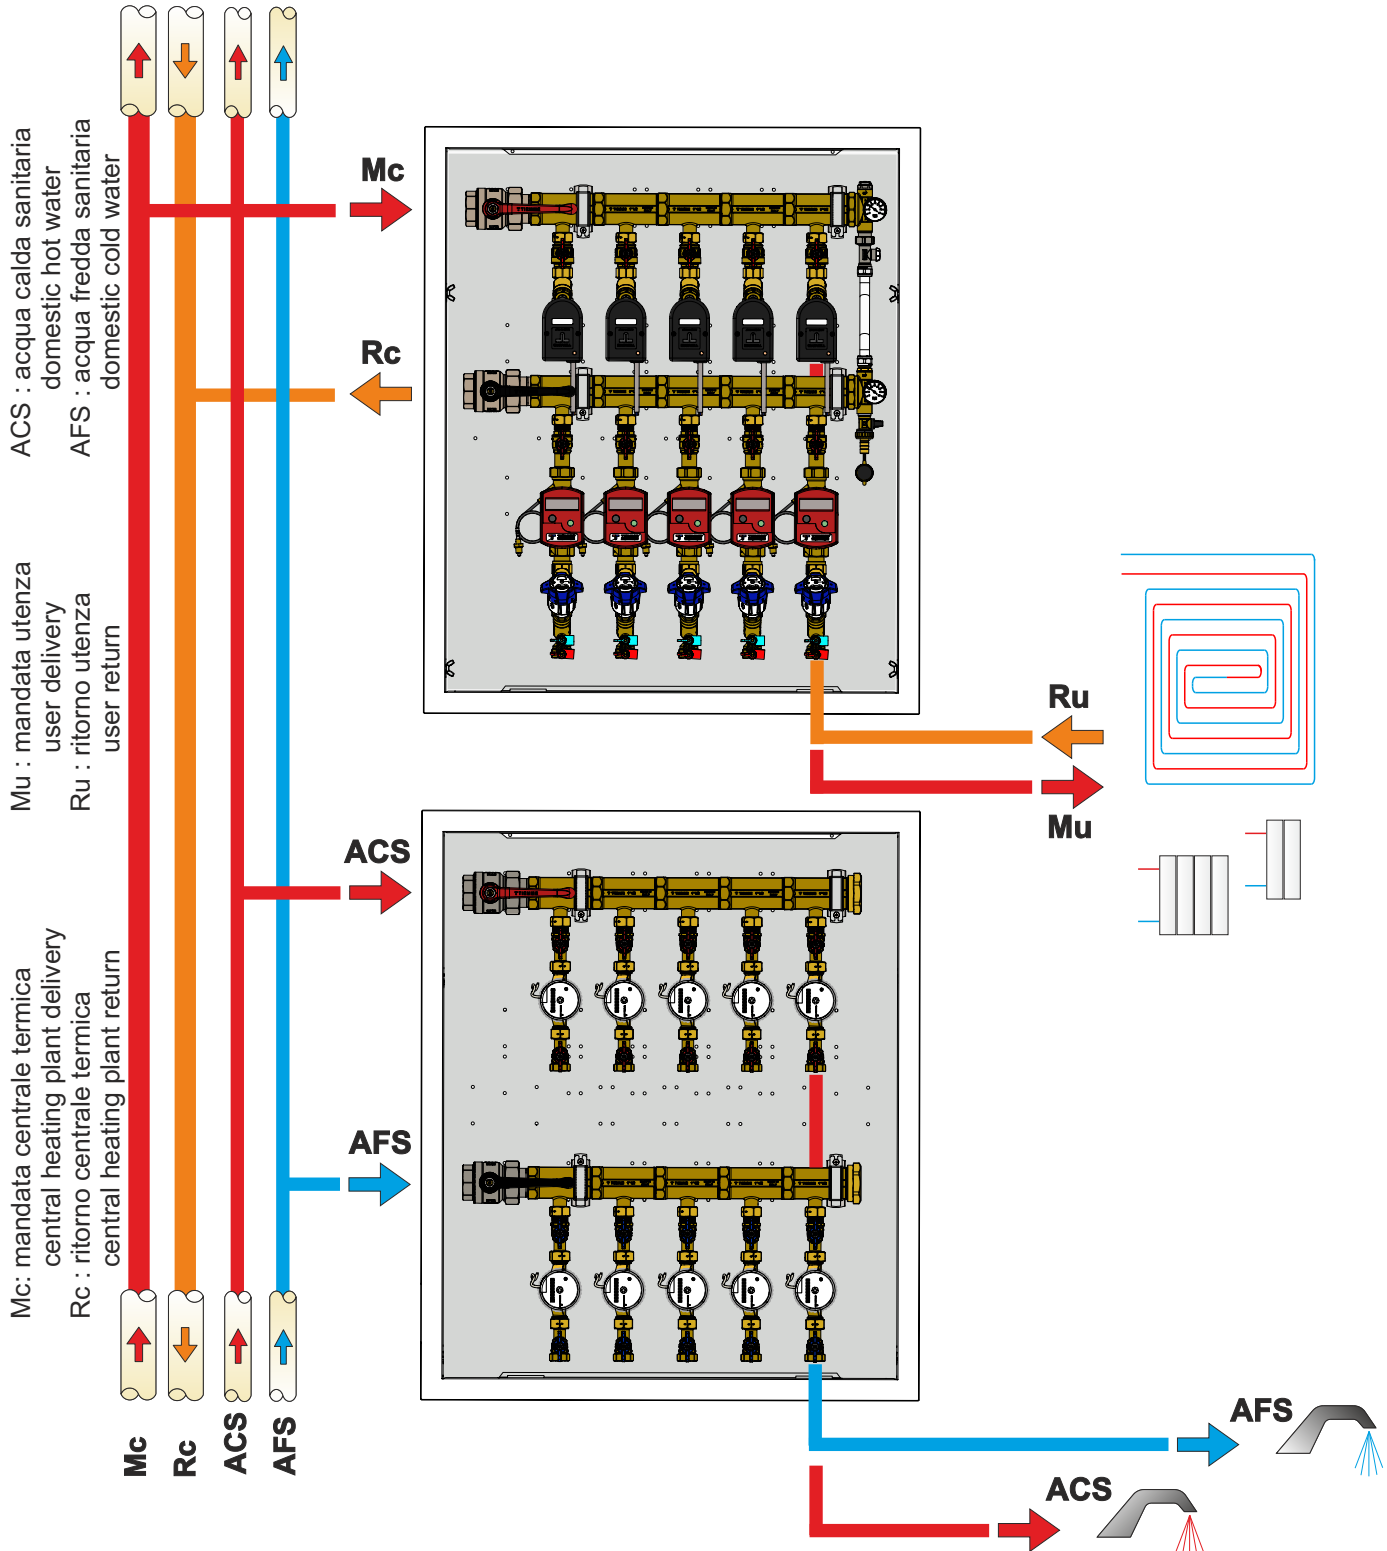 ACS : acqua calda sanitaria
domestic hot water
AFS : acqua fredda sanitaria
domestic cold water
Mu : mandata utenza
user delivery
Ru : ritorno utenza
user return
Mc: mandata centrale termica
central heating plant delivery
Rc : ritorno centrale termica
central heating plant return
Mc
Rc
Ru
Mu
ACS
AFS
Mc
Rc
ACS
AFS
AFS
ACS